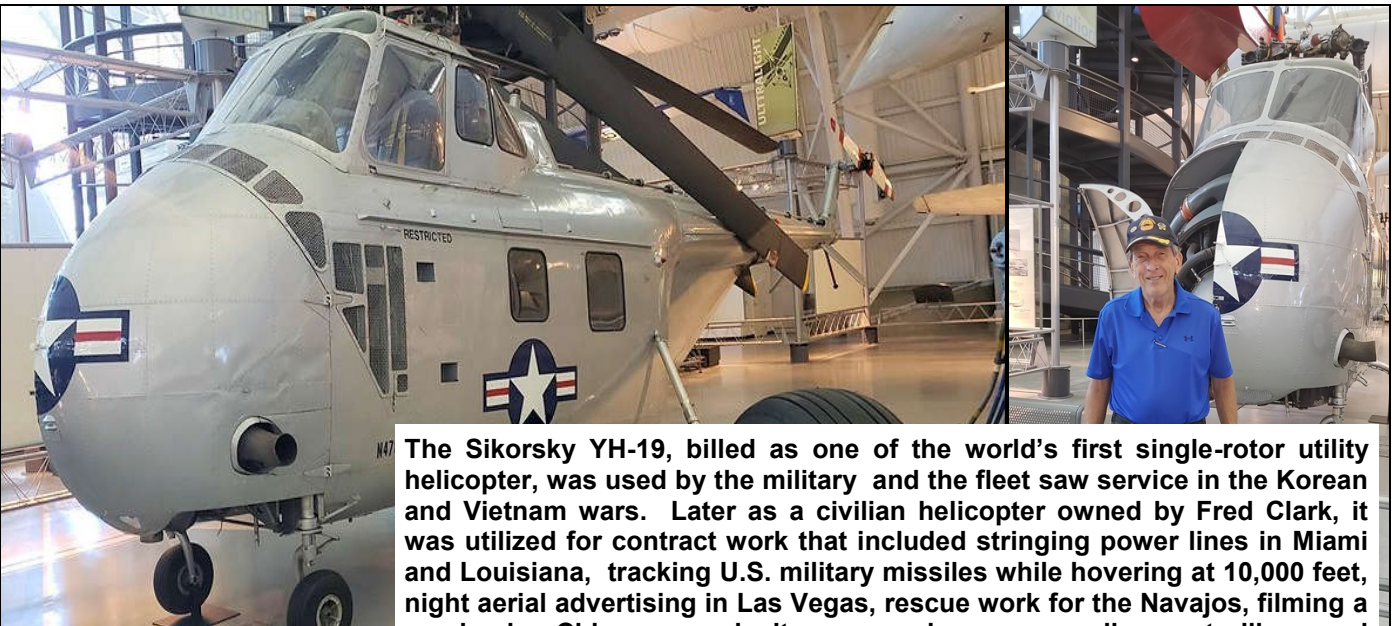 ULTRALIGHT
RESTRICTED
The Sikorsky YH-19, billed as one of the world’s first single-rotor utility
helicopter, was used by the military and the fleet saw service in the Korean
and Vietnam wars. Later as a civilian helicopter owned by Fred Clark, it
was utilized for contract work that included stringing power lines in Miami
and Louisiana, tracking U.S. military missiles while hovering at 10,000 feet,
night aerial advertising in Las Vegas, rescue work for the Navajos, filming a